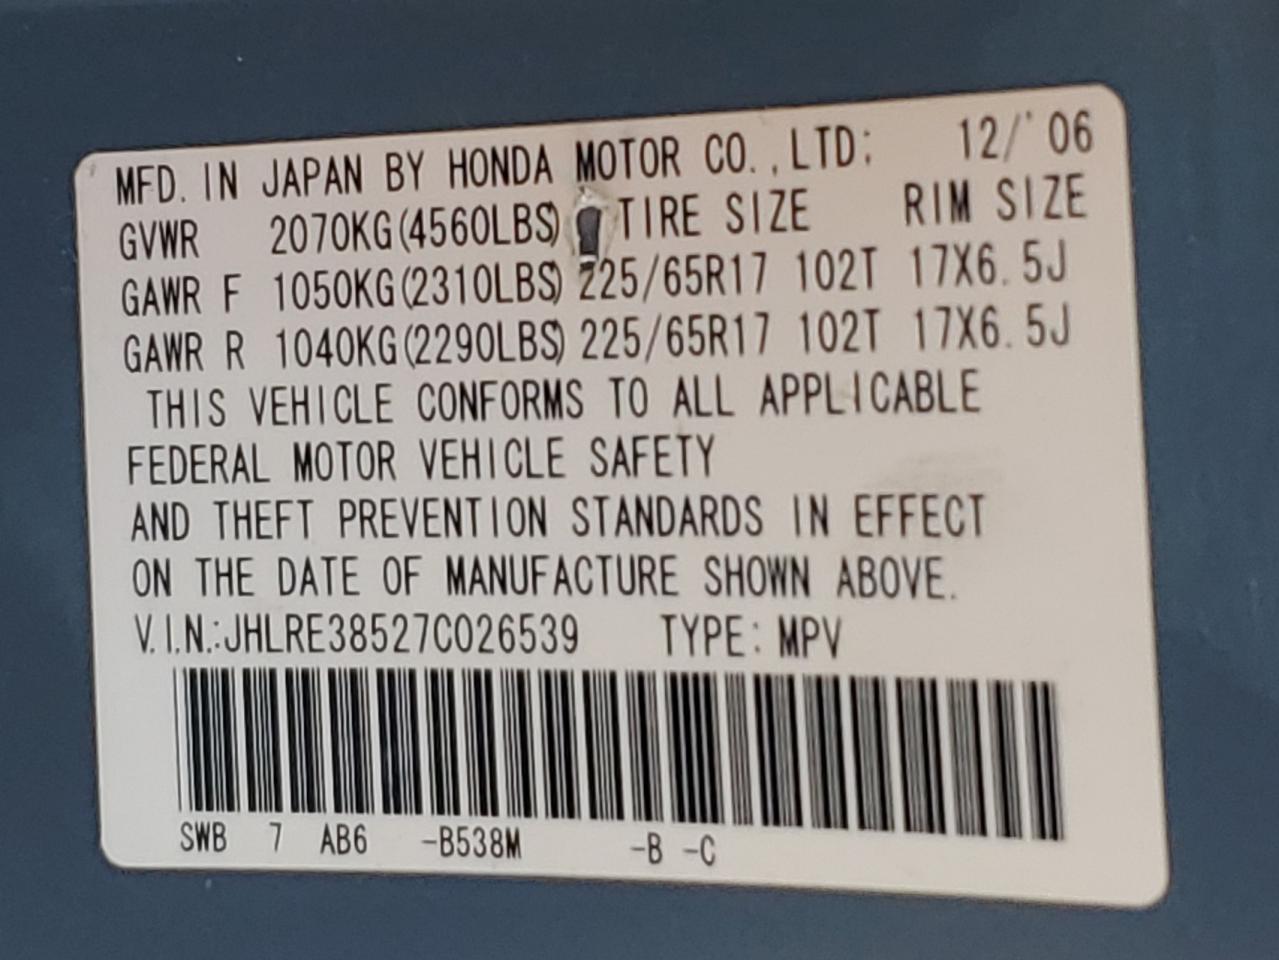 MFD. IN JAPAN BY HONDA MOTOR CO., LTD: 12/'06
GVWR 2070KG(4560LBS) TIRE SIZE RIM SIZE
GAWR F 1050KG(2310LBS) 225/65R17 102T 17X6.5J
GAWR R 1040KG(2290LBS) 225/65R17 102T 17X6.5J
THIS VEHICLE CONFORMS TO ALL APPLICABLE
FEDERAL MOTOR VEHICLE SAFETY
AND THEFT PREVENTION STANDARDS IN EFFECT
ON THE DATE OF MANUFACTURE SHOWN ABOVE.
V.I.N.:JHLRE38527C026539 TYPE: MPV
SWB 7 AB6 -B538M -B -C